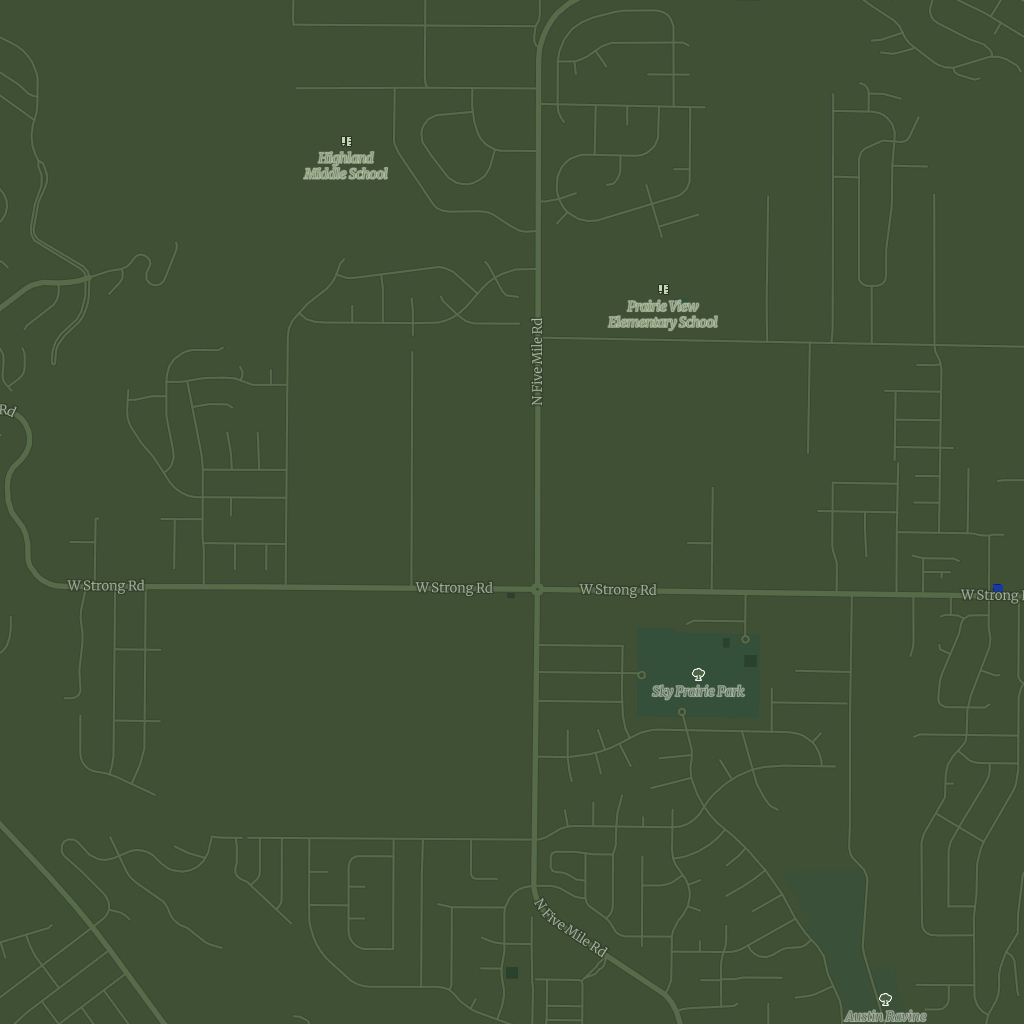 Highland
Middle School
Prairie View
Elementary School
N Five Mile Rd
Rd
W Strong Rd
W Strong Rd
W Strong Rd
W Strong
Sky Prairie Park
N Five Mile Rd
Austin Ravine